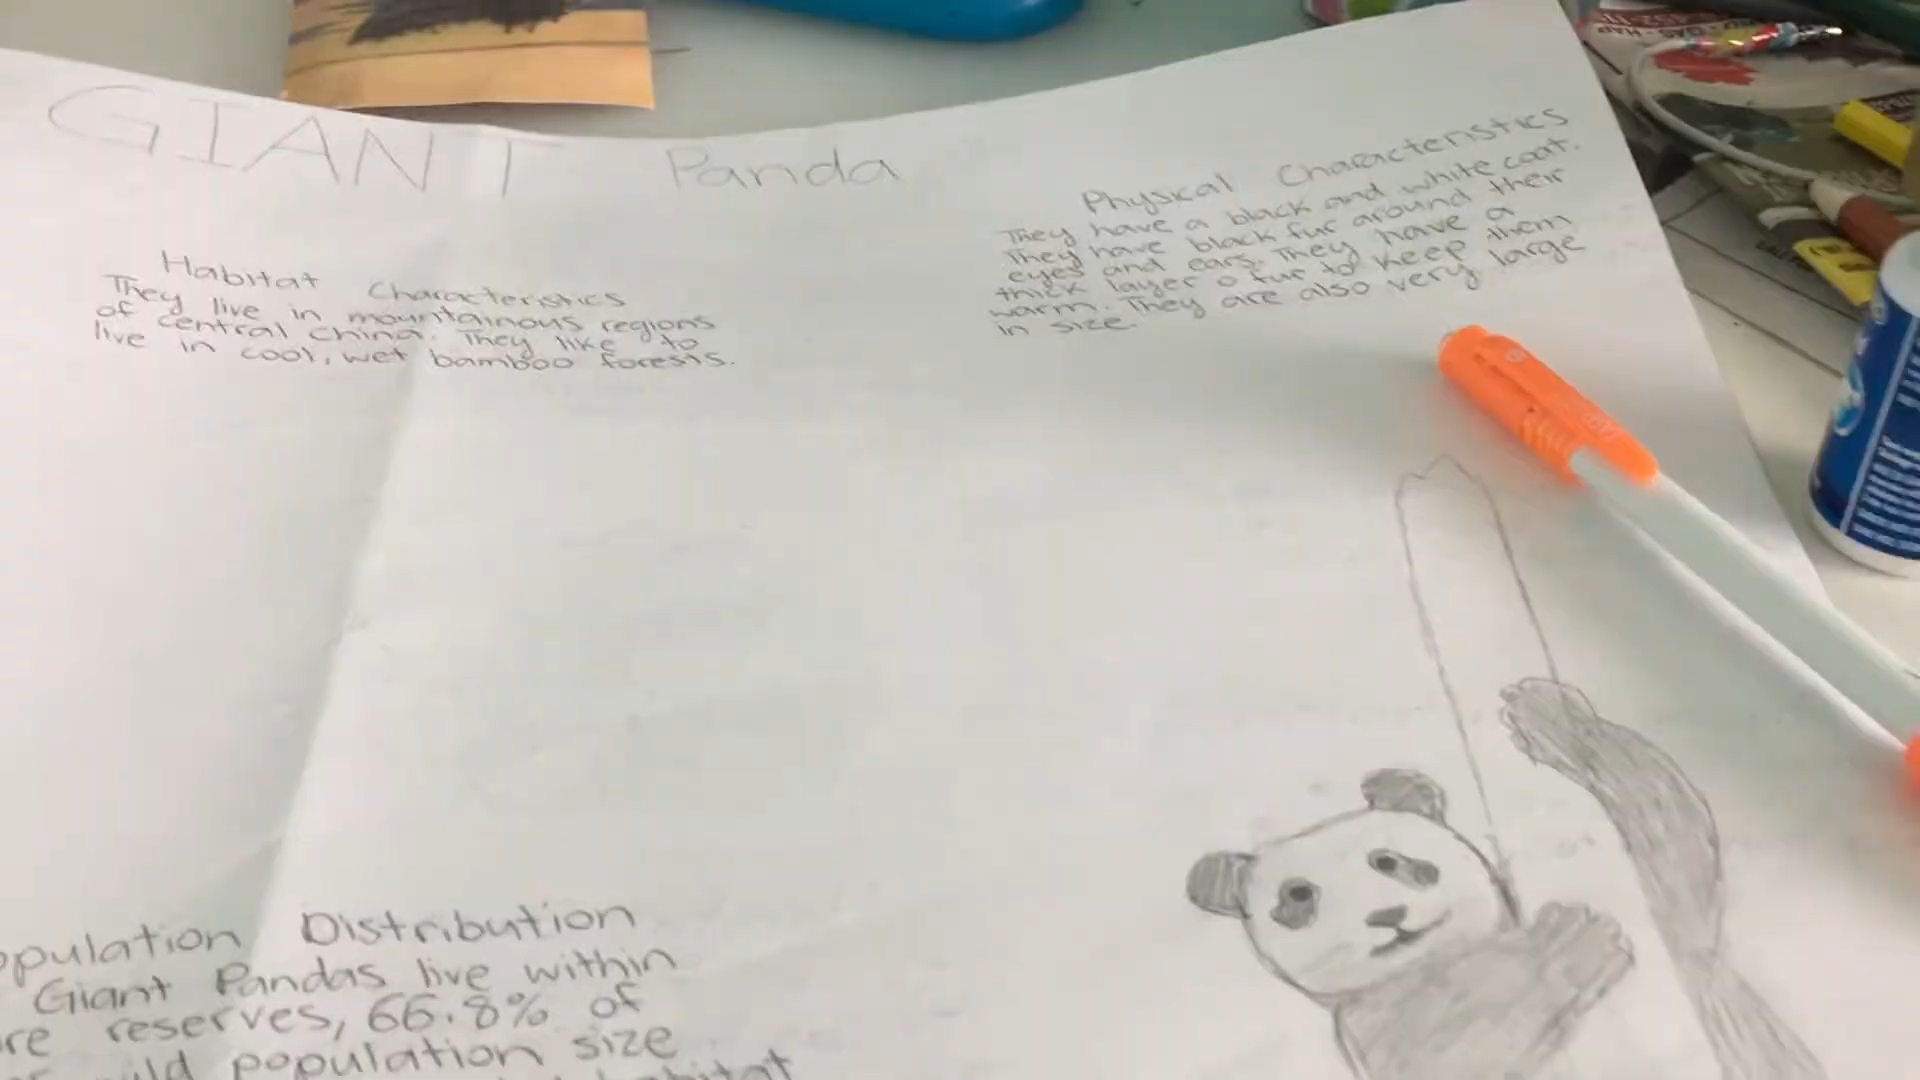 GIANT Panda
Habitat Characteristics
They live in mountainous regions
of central China. They like to
live in cool, wet bamboo forests.
Physical Characteristics
They have a black and white coat.
They have black fur around their
eyes and ears. They have a
thick layer o fur to keep them
warm. They are also very large
in size.
opulation Distribution
Giant Pandas live within
re reserves, 66.8% of
population size